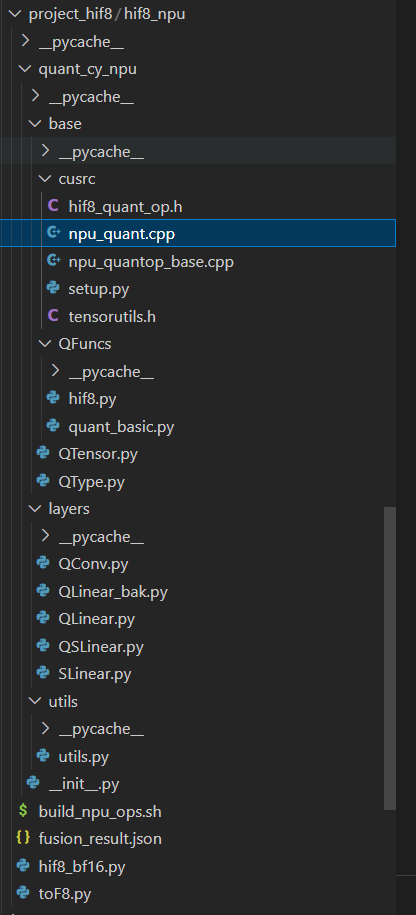 project_hif8 / hif8_npu
__pycache__
quant_cy_npu
__pycache__
base
__pycache__
cusrc
hif8_quant_op.h
npu_quant.cpp
npu_quantop_base.cpp
setup.py
tensorutils.h
QFuncs
__pycache__
hif8.py
quant_basic.py
QTensor.py
QType.py
layers
__pycache__
QConv.py
QLinear_bak.py
QLinear.py
QSLinear.py
SLinear.py
utils
__pycache__
utils.py
__init__.py
build_npu_ops.sh
fusion_result.json
hif8_bf16.py
toF8.py